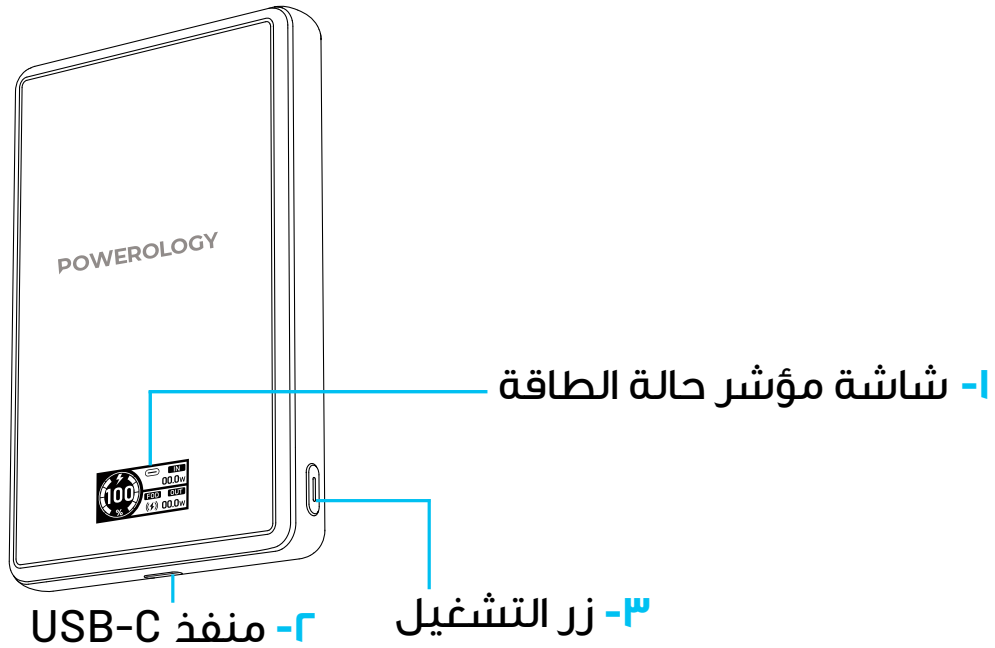 POWEROLOGY
١- شاشة مؤشر حالة الطاقة
100
%
IN
00.0w
FOD OUT
00.0w
٣- زر التشغيل
٢- منفذ USB-C